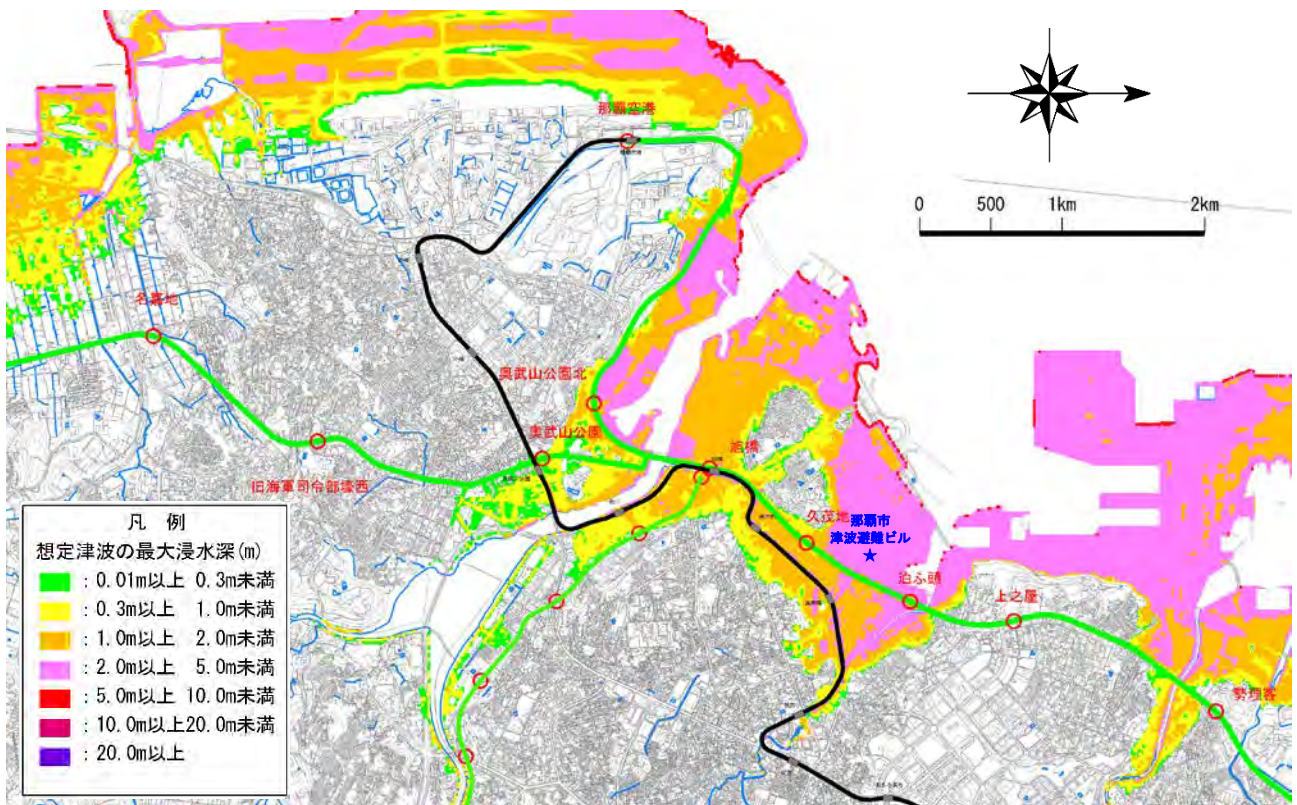 那覇空港
0 500 1km 2km
名嘉地
奥武山公園北
奥武山公園
旭橋
旧海軍司令部壕西
久茂地
那覇市
津波避難ビル
★
泊ふ頭
上之屋
勢理客
凡 例
想定津波の最大浸水深(m)
: 0.01m以上 0.3m未満
: 0.3m以上 1.0m未満
: 1.0m以上 2.0m未満
: 2.0m以上 5.0m未満
: 5.0m以上 10.0m未満
: 10.0m以上20.0m未満
: 20.0m以上